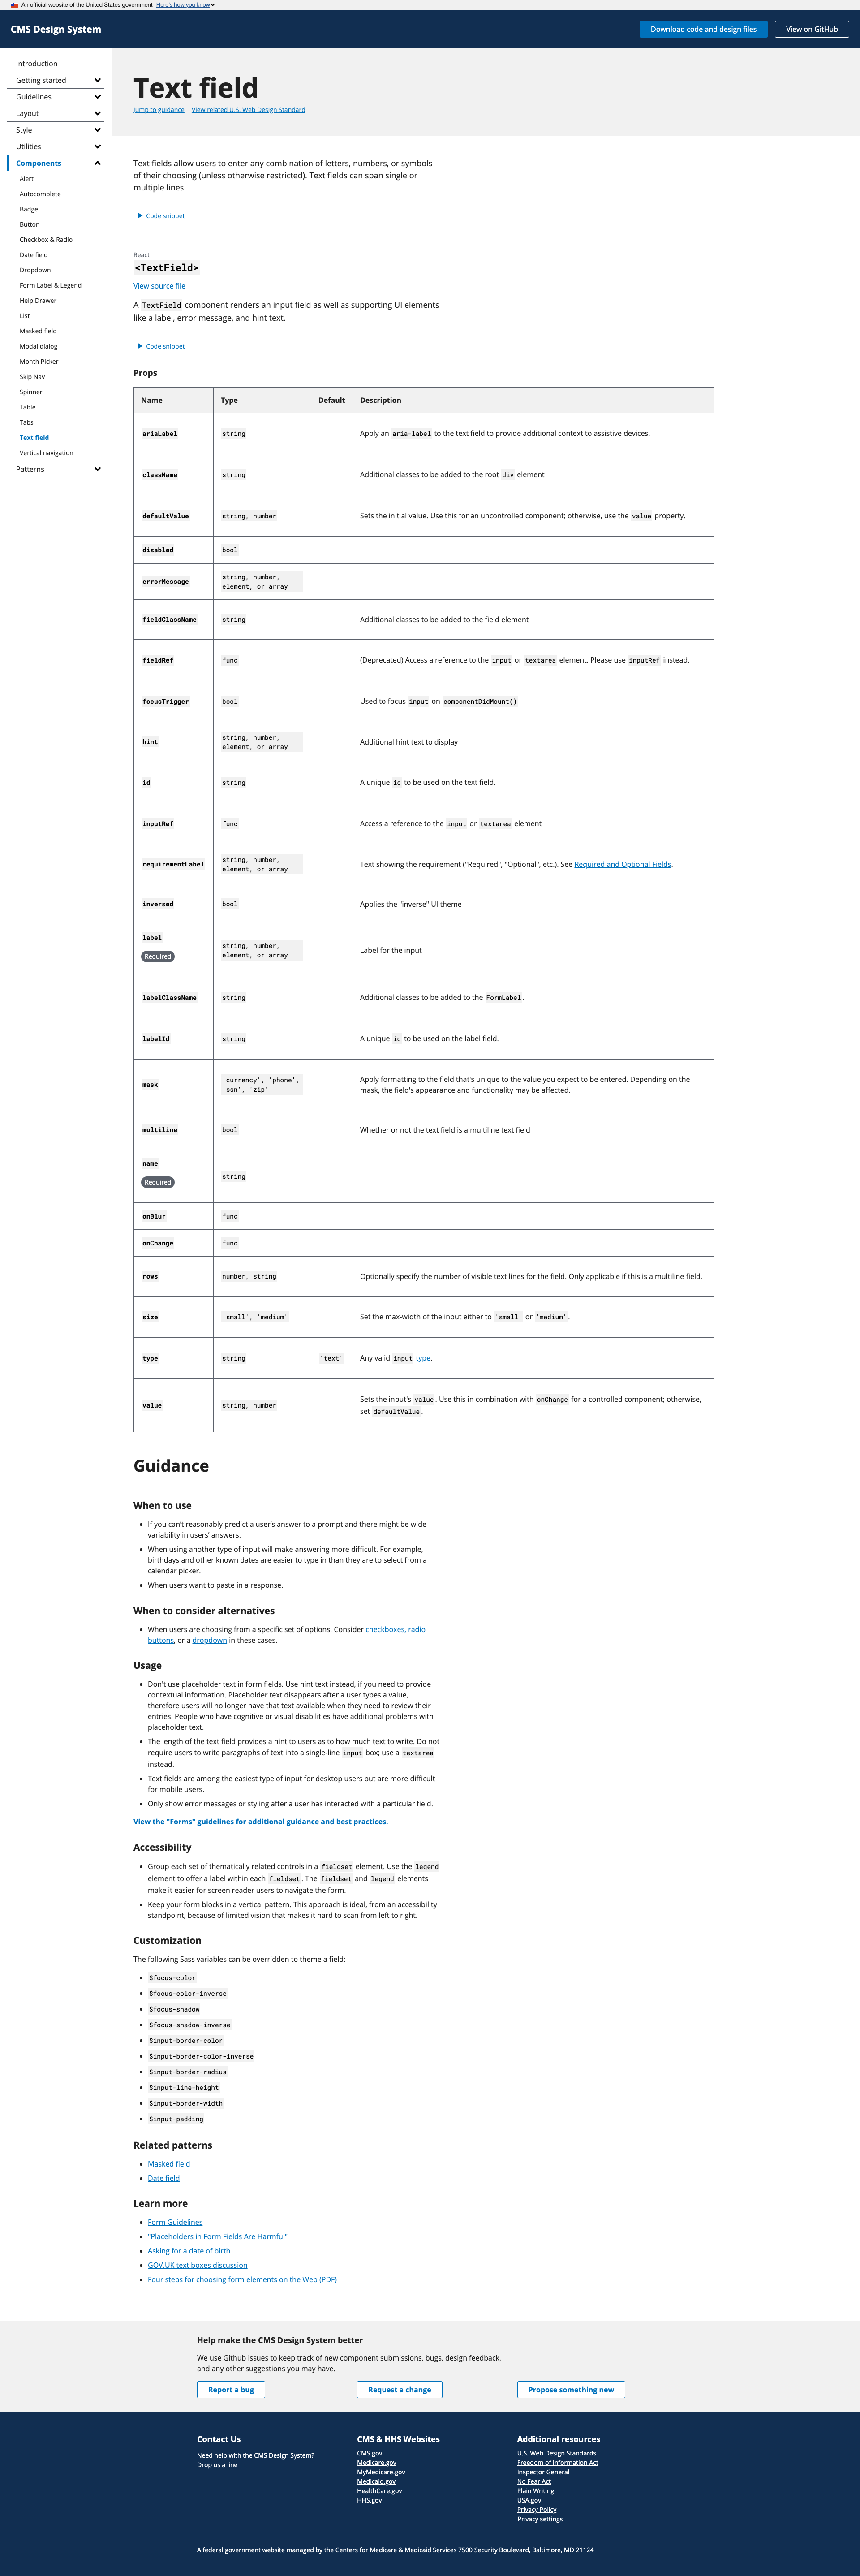 An official website of the United States government Here's how you know
CMS Design System
Download code and design files
View on GitHub
Introduction
Getting started
Guidelines
Layout
Style
Utilities
Components
Alert
Autocomplete
Badge
Button
Checkbox & Radio
Date field
Dropdown
Form Label & Legend
Help Drawer
List
Masked field
Modal dialog
Month Picker
Skip Nav
Spinner
Table
Tabs
Text field
Vertical navigation
Patterns
Text field
Jump to guidance View related U.S. Web Design Standard
Text fields allow users to enter any combination of letters, numbers, or symbols
of their choosing (unless otherwise restricted). Text fields can span single or
multiple lines.
Code snippet
React
<TextField>
View source file
A TextField component renders an input field as well as supporting UI elements
like a label, error message, and hint text.
Code snippet
Props
Name Type Default Description
ariaLabel string Apply an aria-label to the text field to provide additional context to assistive devices.
className string Additional classes to be added to the root div element
defaultValue string, number Sets the initial value. Use this for an uncontrolled component; otherwise, use the value property.
disabled bool
errorMessage string, number,
element, or array
fieldClassName string Additional classes to be added to the field element
fieldRef func (Deprecated) Access a reference to the input or textarea element. Please use inputRef instead.
focusTrigger bool Used to focus input on componentDidMount()
hint string, number,
element, or array Additional hint text to display
id string A unique id to be used on the text field.
inputRef func Access a reference to the input or textarea element
requirementLabel string, number,
element, or array Text showing the requirement ("Required", "Optional", etc.). See Required and Optional Fields.
inversed bool Applies the "inverse" UI theme
label
Required
string, number,
element, or array Label for the input
labelClassName string Additional classes to be added to the FormLabel.
labelId string A unique id to be used on the label field.
mask 'currency', 'phone',
'ssn', 'zip'
Apply formatting to the field that's unique to the value you expect to be entered. Depending on the
mask, the field's appearance and functionality may be affected.
multiline bool Whether or not the text field is a multiline text field
name
Required
string
onBlur func
onChange func
rows number, string Optionally specify the number of visible text lines for the field. Only applicable if this is a multiline field.
size 'small', 'medium' Set the max-width of the input either to 'small' or 'medium'.
type string 'text' Any valid input type.
value string, number
Sets the input's value. Use this in combination with onChange for a controlled component; otherwise,
set defaultValue.
Guidance
When to use
If you can't reasonably predict a user's answer to a prompt and there might be wide
variability in users' answers.
When using another type of input will make answering more difficult. For example,
birthdays and other known dates are easier to type in than they are to select from a
calendar picker.
When users want to paste in a response.
When to consider alternatives
When users are choosing from a specific set of options. Consider checkboxes, radio
buttons, or a dropdown in these cases.
Usage
Don't use placeholder text in form fields. Use hint text instead, if you need to provide
contextual information. Placeholder text disappears after a user types a value,
therefore users will no longer have that text available when they need to review their
entries. People who have cognitive or visual disabilities have additional problems with
placeholder text.
The length of the text field provides a hint to users as to how much text to write. Do not
require users to write paragraphs of text into a single-line input box; use a textarea
instead.
Text fields are among the easiest type of input for desktop users but are more difficult
for mobile users.
Only show error messages or styling after a user has interacted with a particular field.
View the "Forms" guidelines for additional guidance and best practices.
Accessibility
Group each set of thematically related controls in a fieldset element. Use the legend
element to offer a label within each fieldset. The fieldset and legend elements
make it easier for screen reader users to navigate the form.
Keep your form blocks in a vertical pattern. This approach is ideal, from an accessibility
standpoint, because of limited vision that makes it hard to scan from left to right.
Customization
The following Sass variables can be overridden to theme a field:
$focus-color
$focus-color-inverse
$focus-shadow
$focus-shadow-inverse
$input-border-color
$input-border-color-inverse
$input-border-radius
$input-line-height
$input-border-width
$input-padding
Related patterns
Masked field
Date field
Learn more
Form Guidelines
"Placeholders in Form Fields Are Harmful"
Asking for a date of birth
GOV.UK text boxes discussion
Four steps for choosing form elements on the Web (PDF)
Help make the CMS Design System better
We use Github issues to keep track of new component submissions, bugs, design feedback,
and any other suggestions you may have.
Report a bug
Request a change
Propose something new
Contact Us
Need help with the CMS Design System?
Drop us a line
CMS & HHS Websites
CMS.gov
Medicare.gov
MyMedicare.gov
Medicaid.gov
HealthCare.gov
HHS.gov
Additional resources
U.S. Web Design Standards
Freedom of Information Act
Inspector General
No Fear Act
Plain Writing
USA.gov
Privacy Policy
Privacy settings
A federal government website managed by the Centers for Medicare & Medicaid Services 7500 Security Boulevard, Baltimore, MD 21124